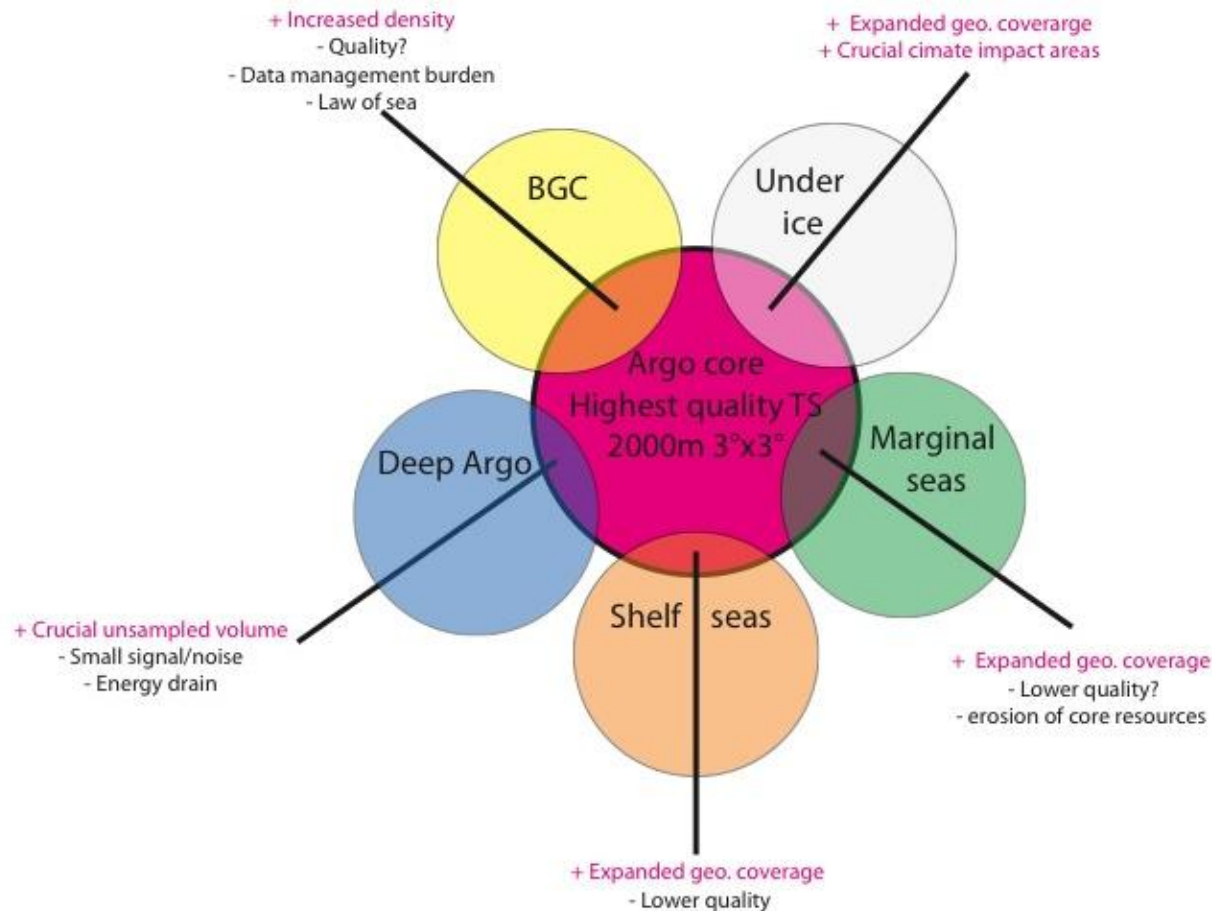 + Increased density
- Quality?
- Data management burden
- Law of sea
+ Expanded geo. coverarge
+ Crucial cimate impact areas
BGC
Under
ice
Argo core
Highest quality TS
2000m 3°x3°
Deep Argo
Marginal
seas
Shelf seas
+ Crucial unsampled volume
- Small signal/noise
- Energy drain
+ Expanded geo. coverage
- Lower quality?
- erosion of core resources
+ Expanded geo. coverage
- Lower quality